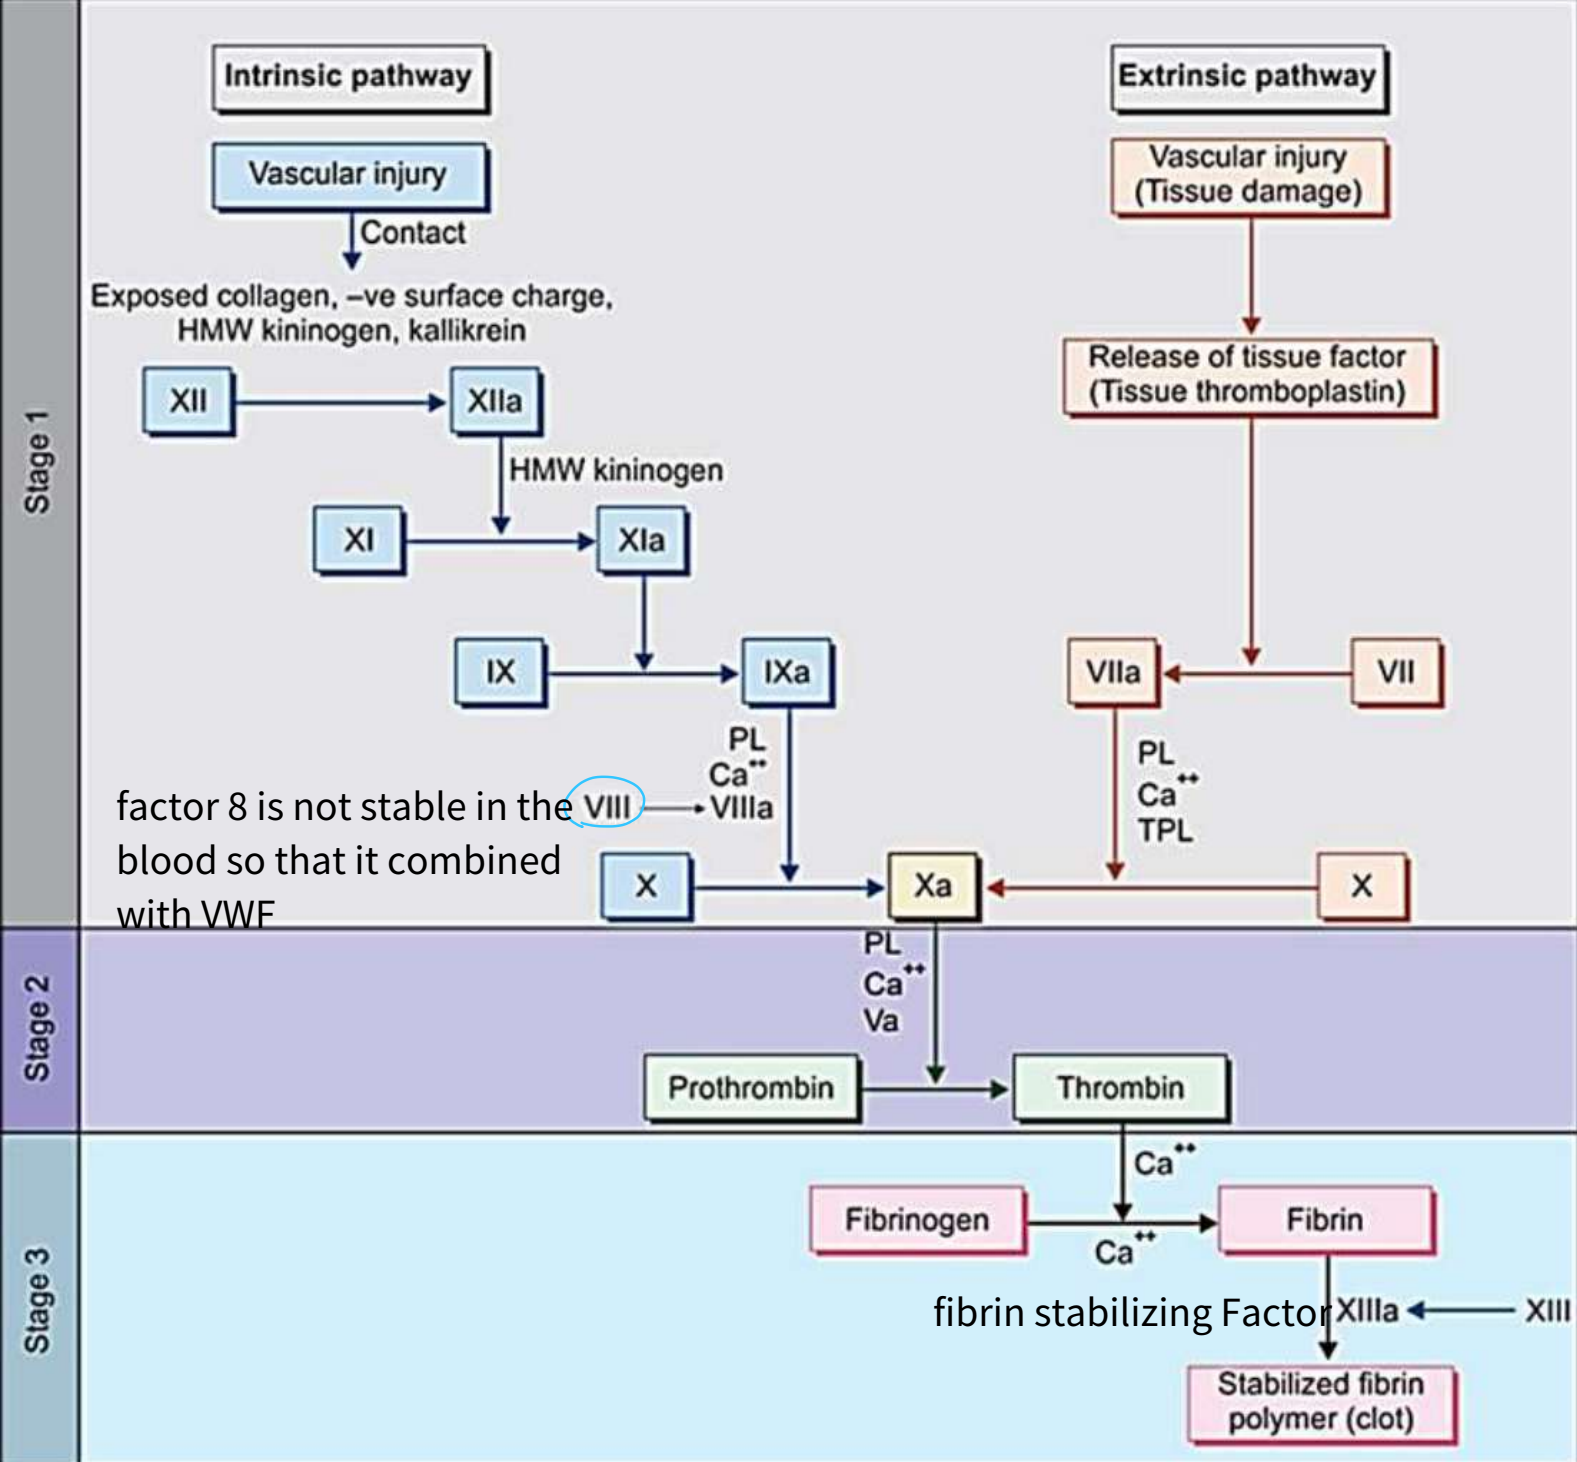 Intrinsic pathway
Extrinsic pathway
Vascular injury
Vascular injury
(Tissue damage)
Contact
Exposed collagen, –ve surface charge,
HMW kininogen, kallikrein
Release of tissue factor
(Tissue thromboplastin)
XII
XIIa
Stage 1
HMW kininogen
XI
XIa
IX
IXa
VIIa
VII
PL
Ca++
VIII
VIIIa
PL
Ca++
TPL
factor 8 is not stable in the
blood so that it combined
with VWF
X
Xa
X
Stage 2
PL
Ca++
Va
Prothrombin
Thrombin
Stage 3
Ca++
Fibrinogen
Fibrin
Ca++
fibrin stabilizing Factor
XIIIa
XIII
Stabilized fibrin
polymer (clot)